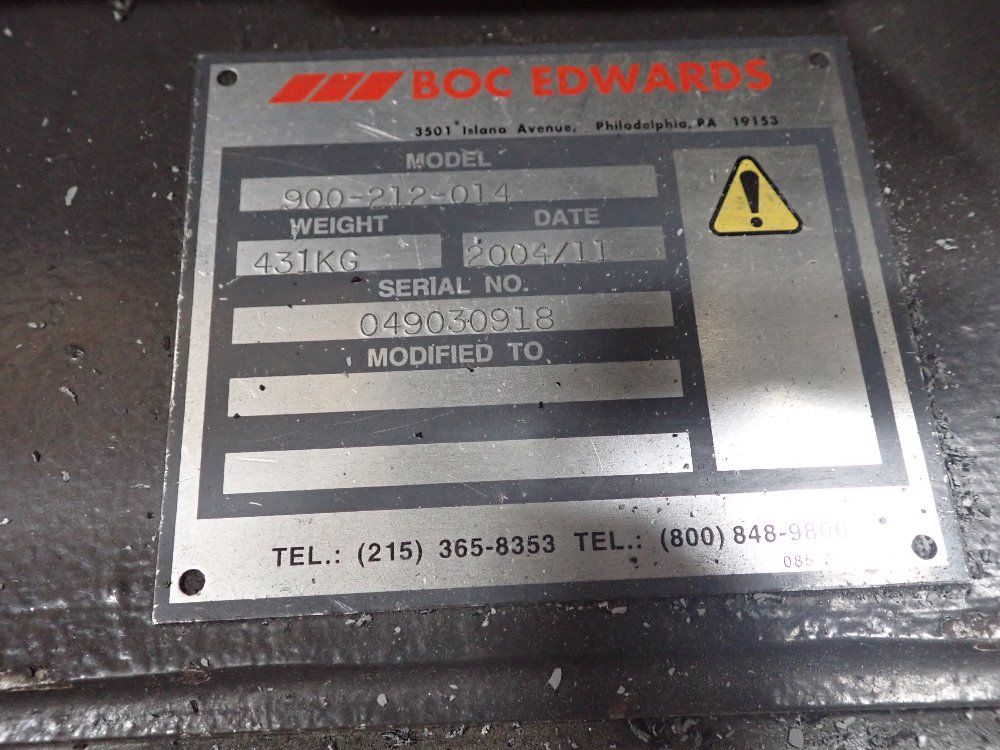 BOC EDWARDS
3501 Island Avenue, Philadelphia, PA 19153
MODEL
900-212-014
WEIGHT DATE
431KG 2004/11
SERIAL NO.
049030918
MODIFIED TO
TEL.: (215) 365-8353 TEL.: (800) 848-9800